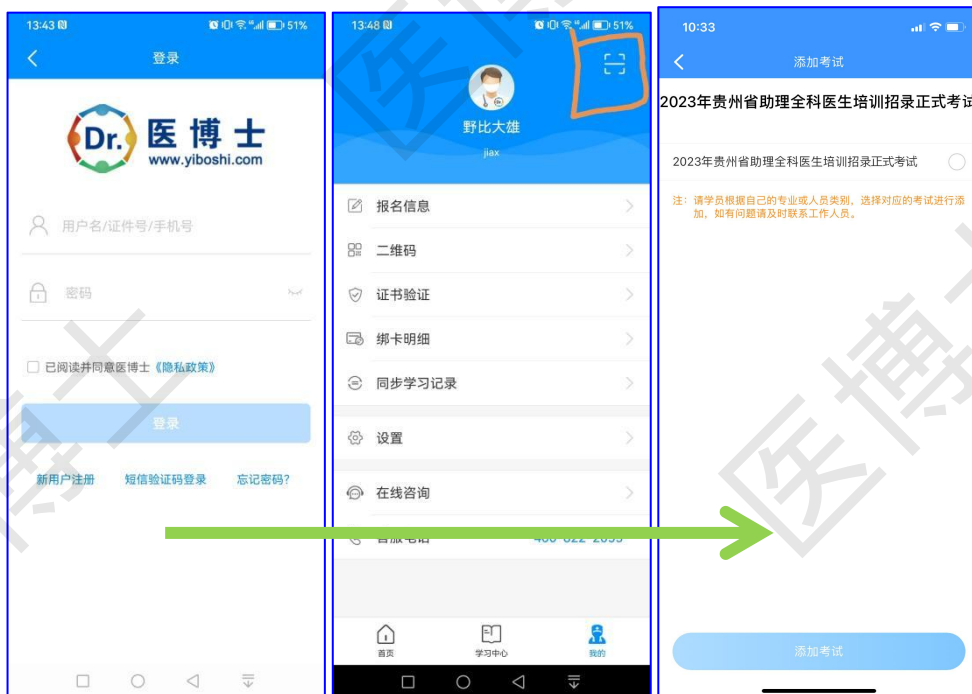 13:43
51%
登录
Dr.
医博士
www.yiboshi.com
用户名/证件号/手机号
密码
已阅读并同意医博士《隐私政策》
登录
新用户注册
短信验证码登录
忘记密码?
13:48
51%
野比大雄
jiax
报名信息
二维码
证书验证
绑卡明细
同步学习记录
设置
在线咨询
首页
学习中心
我的
10:33
添加考试
2023年贵州省助理全科医生培训招录正式考试
2023年贵州省助理全科医生培训招录正式考试
注：请学员根据自己的专业或人员类别，选择对应的考试进行添
加，如有问题请及时联系工作人员。
添加考试
医博士
医博士